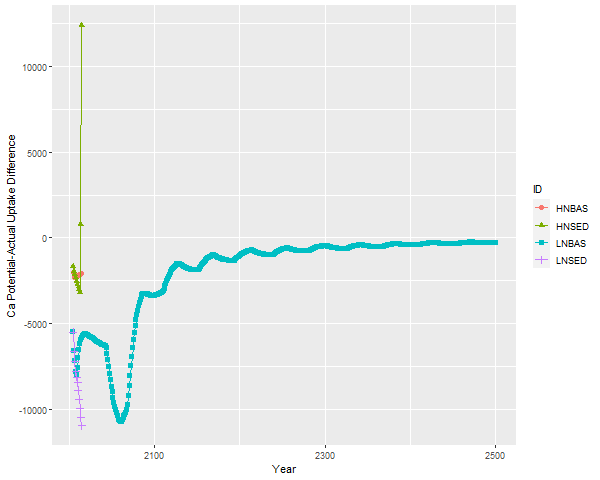 Ca Potential-Actual Uptake Difference
10000
5000
0
-5000
-10000
2100
2300
2500
Year
ID
HNBAS
HNSED
LNBAS
LNSED